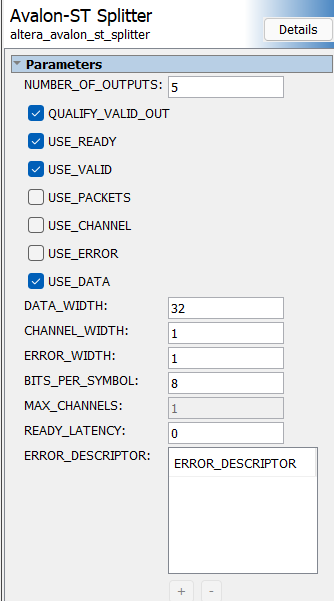 Avalon-ST Splitter
altera_avalon_st_splitter
Details
Parameters
NUMBER_OF_OUTPUTS: 5
QUALIFY_VALID_OUT
USE_READY
USE_VALID
USE_PACKETS
USE_CHANNEL
USE_ERROR
USE_DATA
DATA_WIDTH: 32
CHANNEL_WIDTH: 1
ERROR_WIDTH: 1
BITS_PER_SYMBOL: 8
MAX_CHANNELS: 1
READY_LATENCY: 0
ERROR_DESCRIPTOR: ERROR_DESCRIPTOR
+ -